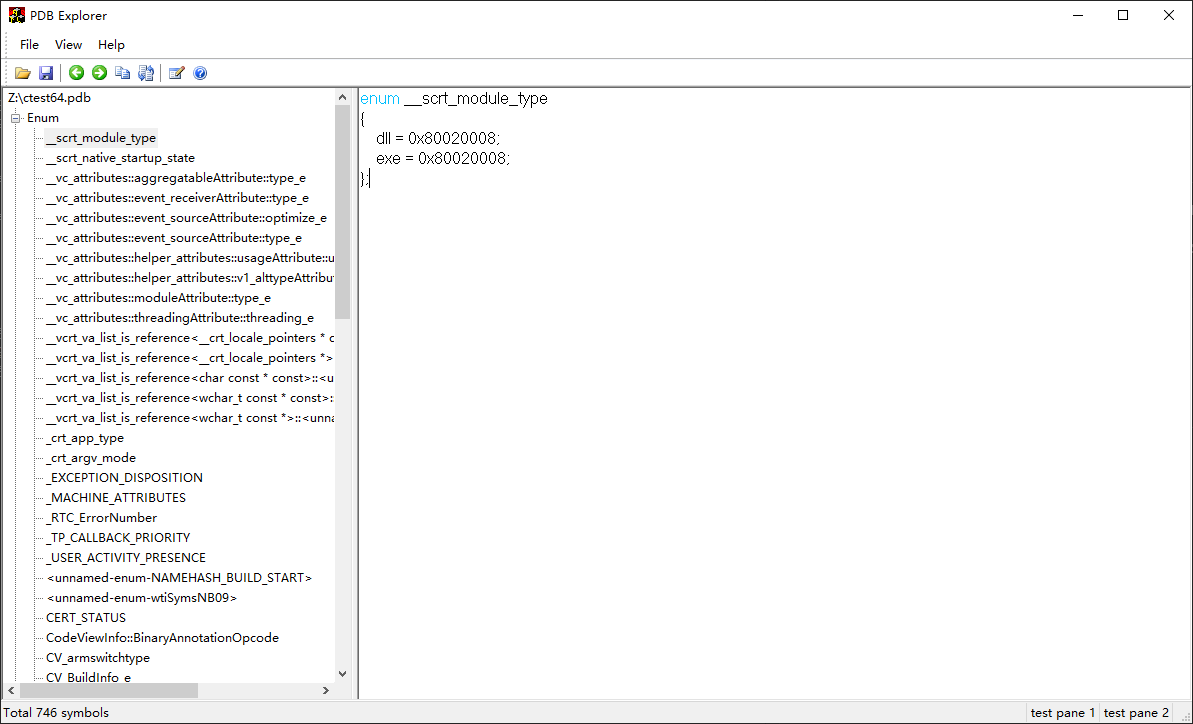 PDB Explorer
File View Help
Z:\ctest64.pdb
Enum
__scrt_module_type
__scrt_native_startup_state
__vc_attributes::aggregatableAttribute::type_e
__vc_attributes::event_receiverAttribute::type_e
__vc_attributes::event_sourceAttribute::optimize_e
__vc_attributes::event_sourceAttribute::type_e
__vc_attributes::helper_attributes::usageAttribute::u
__vc_attributes::helper_attributes::v1_alttypeAttribut
__vc_attributes::moduleAttribute::type_e
__vc_attributes::threadingAttribute::threading_e
__vcrt_va_list_is_reference<__crt_locale_pointers * c
__vcrt_va_list_is_reference<__crt_locale_pointers *>
__vcrt_va_list_is_reference<char const * const>::<u
__vcrt_va_list_is_reference<wchar_t const * const>:
__vcrt_va_list_is_reference<wchar_t const *>::<unna
_crt_app_type
_crt_argv_mode
_EXCEPTION_DISPOSITION
_MACHINE_ATTRIBUTES
_RTC_ErrorNumber
_TP_CALLBACK_PRIORITY
_USER_ACTIVITY_PRESENCE
<unnamed-enum-NAMEHASH_BUILD_START>
<unnamed-enum-wtiSymsNB09>
CERT_STATUS
CodeViewInfo::BinaryAnnotationOpcode
CV_armswitchtype
CV_BuildInfo_e
enum __scrt_module_type
{
dll = 0x80020008;
exe = 0x80020008;
};
Total 746 symbols
test pane 1 test pane 2